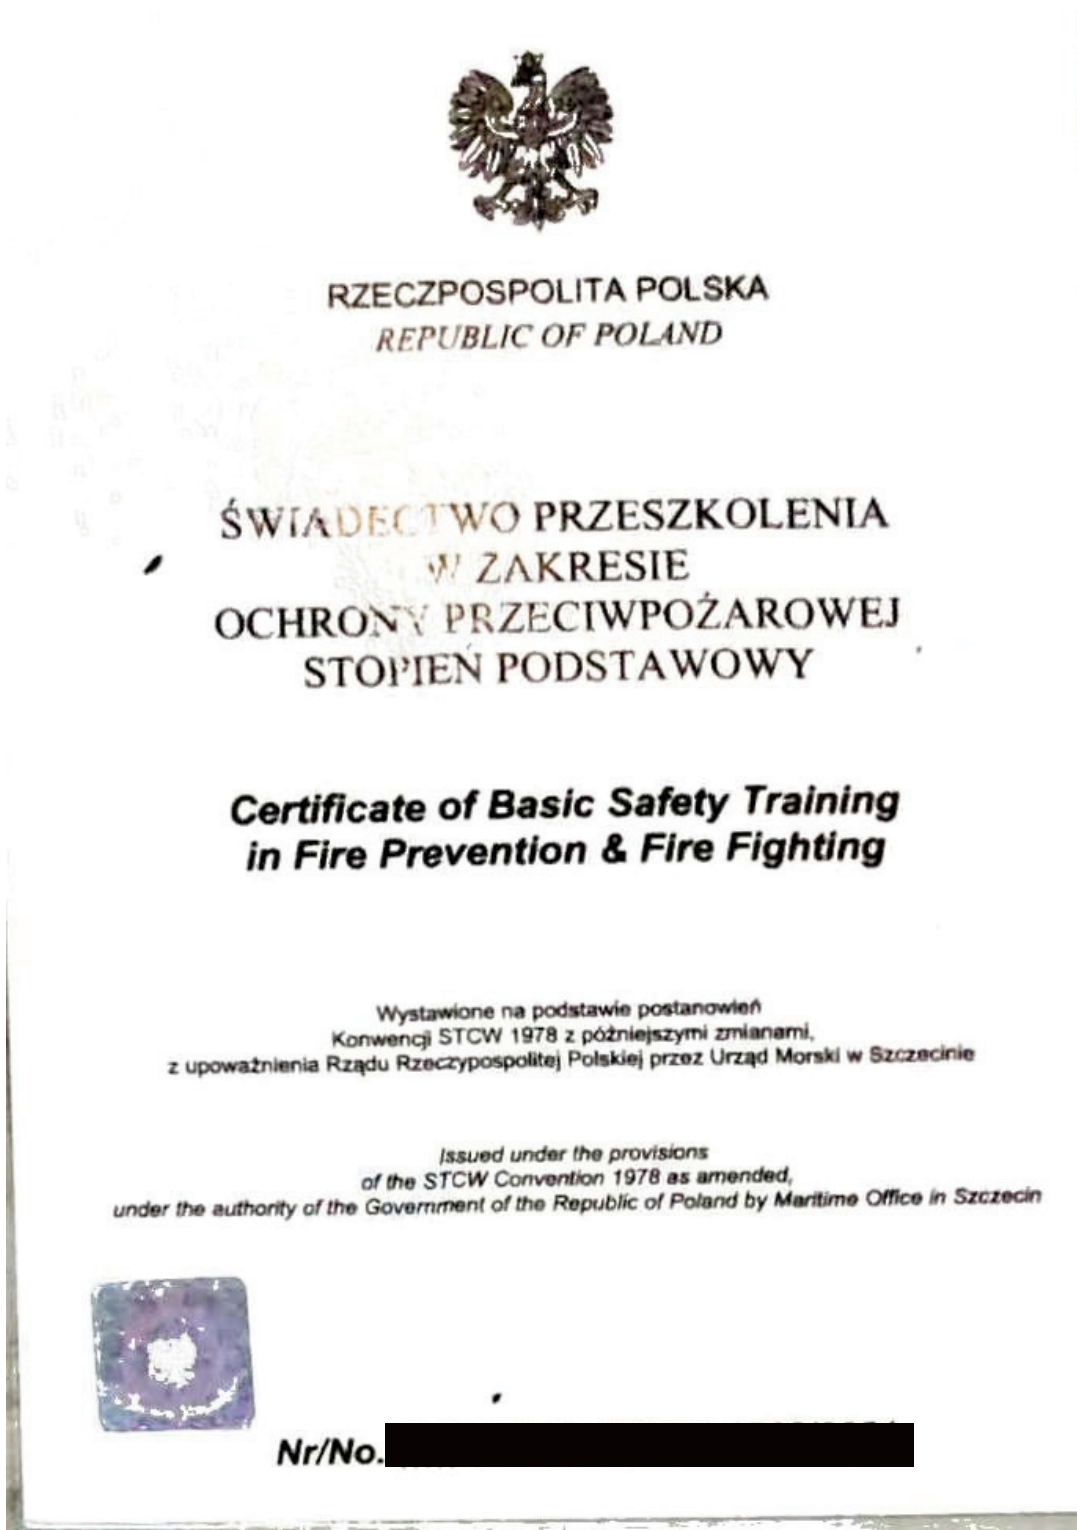 RZECZPOSPOLITA POLSKA
REPUBLIC OF POLAND
ŚWIADECTWO PRZESZKOLENIA
W ZAKRESIE
OCHRONY PRZECIWPOŻAROWEJ
STOPIEŃ PODSTAWOWY
Certificate of Basic Safety Training
in Fire Prevention & Fire Fighting
Wystawione na podstawie postanowień
Konwencji STCW 1978 z późniejszymi zmianami,
z upoważnienia Rządu Rzeczypospolitej Polskiej przez Urząd Morski w Szczecinie
Issued under the provisions
of the STCW Convention 1978 as amended,
under the authority of the Government of the Republic of Poland by Maritime Office in Szczecin
Nr/No.